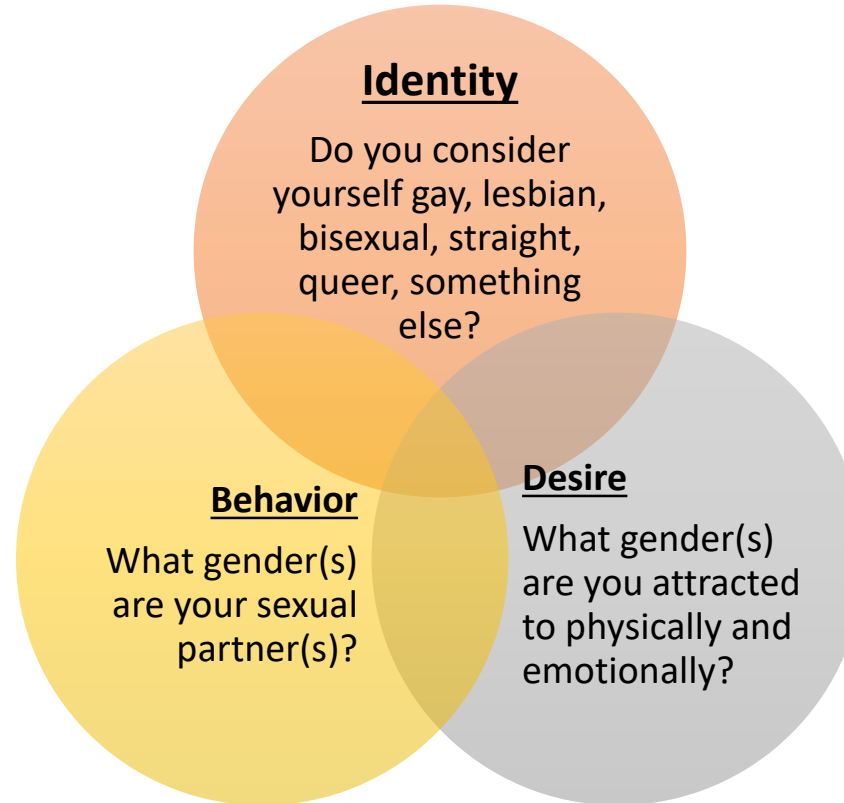 Identity
Do you consider
yourself gay, lesbian,
bisexual, straight,
queer, something
else?
Behavior
What gender(s)
are your sexual
partner(s)?
Desire
What gender(s)
are you attracted
to physically and
emotionally?